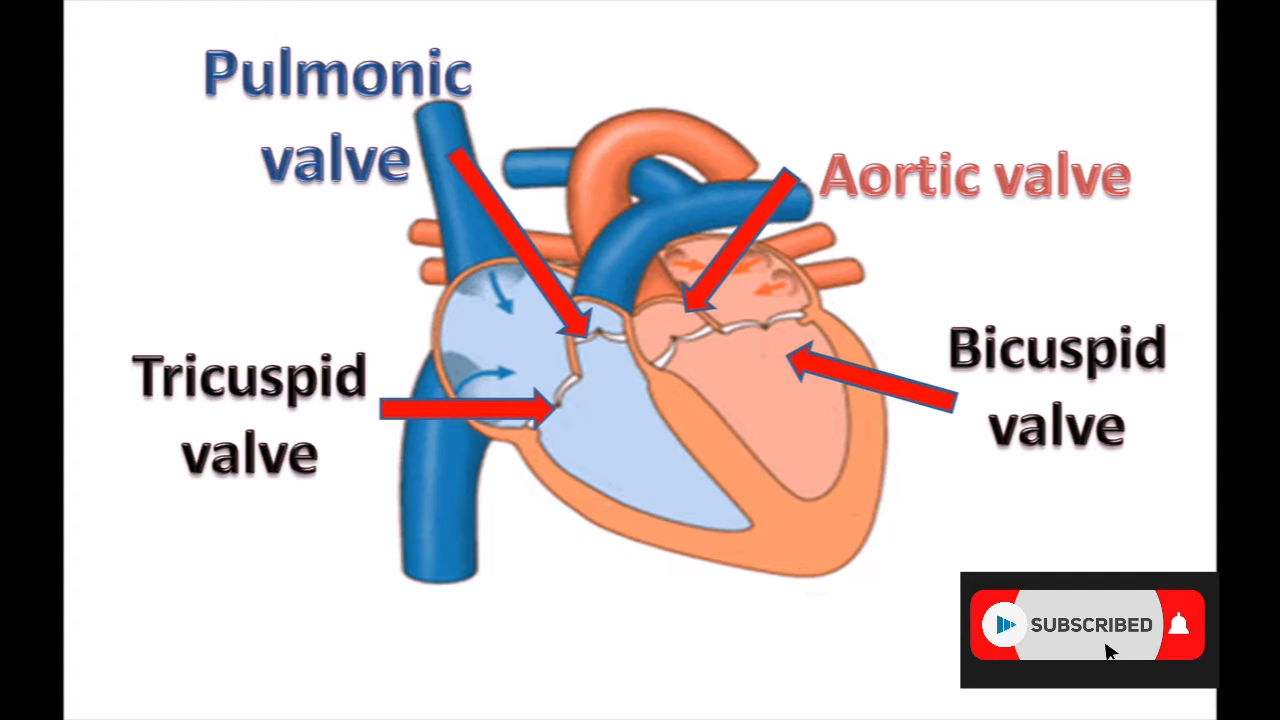 Pulmonic
valve
Aortic valve
Tricuspid
valve
Bicuspid
valve
SUBSCRIBED